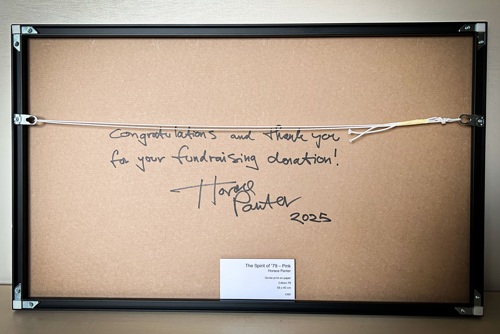 Congratulations and thank you
for your fundraising donation!
Horace
Panter
2025
The Spirit of '79 – Pink
Horace Panter